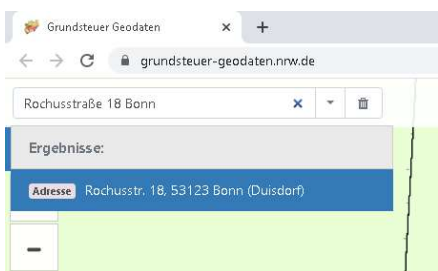 Grundsteuer Geodaten
grundsteuer-geodaten.nrw.de
Rochusstraße 18 Bonn
Ergebnisse:
Adresse Rochusstr. 18, 53123 Bonn (Duisdorf)